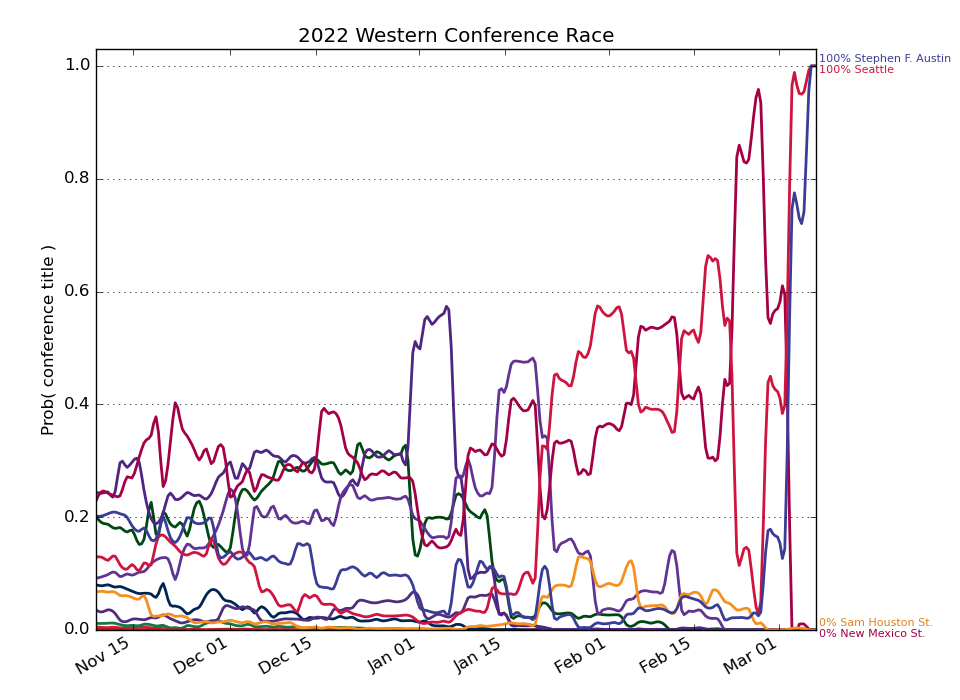 2022 Western Conference Race
Prob( conference title )
1.0
0.8
0.6
0.4
0.2
0.0
Nov 15
Dec 01
Dec 15
Jan 01
Jan 15
Feb 01
Feb 15
Mar 01
100% Stephen F. Austin
100% Seattle
0% Sam Houston St.
0% New Mexico St.